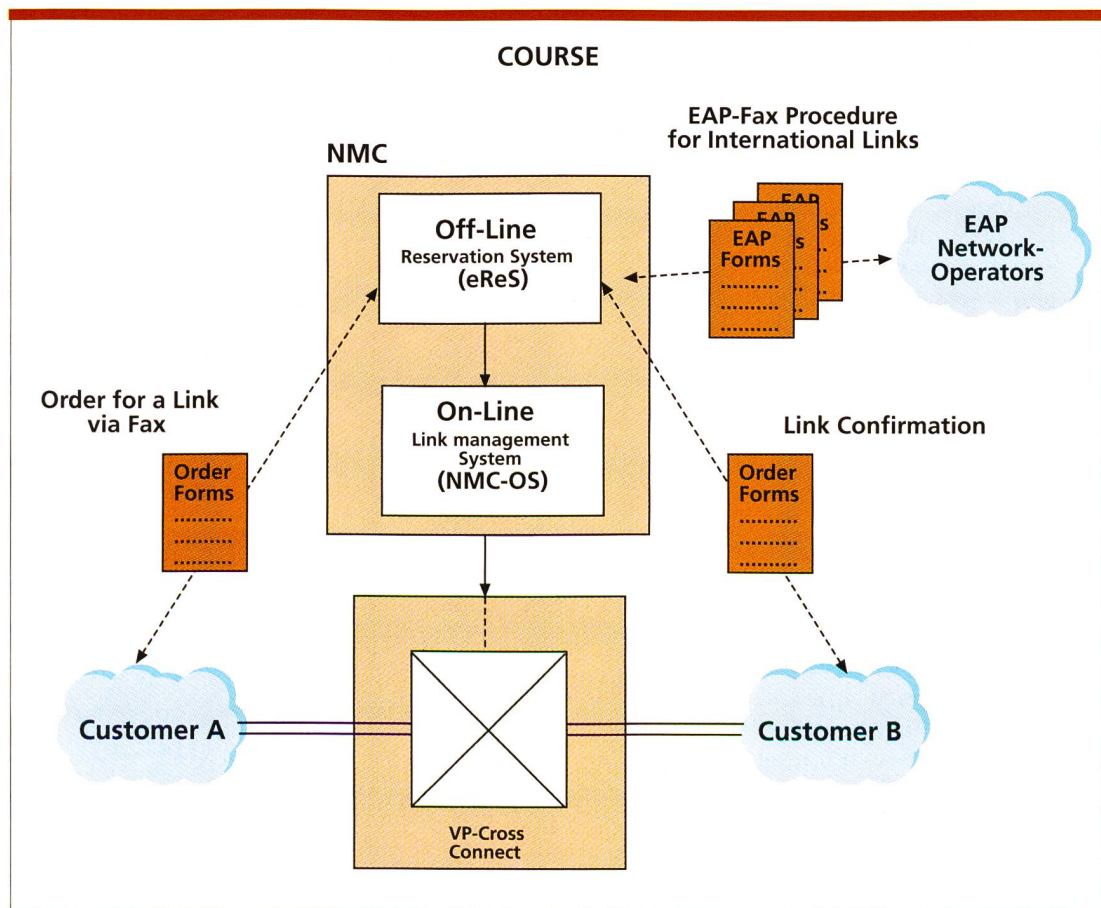 COURSE
EAP-Fax Procedure
for International Links
NMC
Off-Line
Reservation System
(eReS)
EAP
EAP
s
..
EAP
Forms
s
..
..
..
..
..........
..........
..........
EAP
Network-
Operators
On-Line
Link management
System
(NMC-OS)
Order for a Link
via Fax
Order
Forms
..........
..........
..........
Link Confirmation
Order
Forms
..........
..........
..........
Customer A
Customer B
VP-Cross
Connect